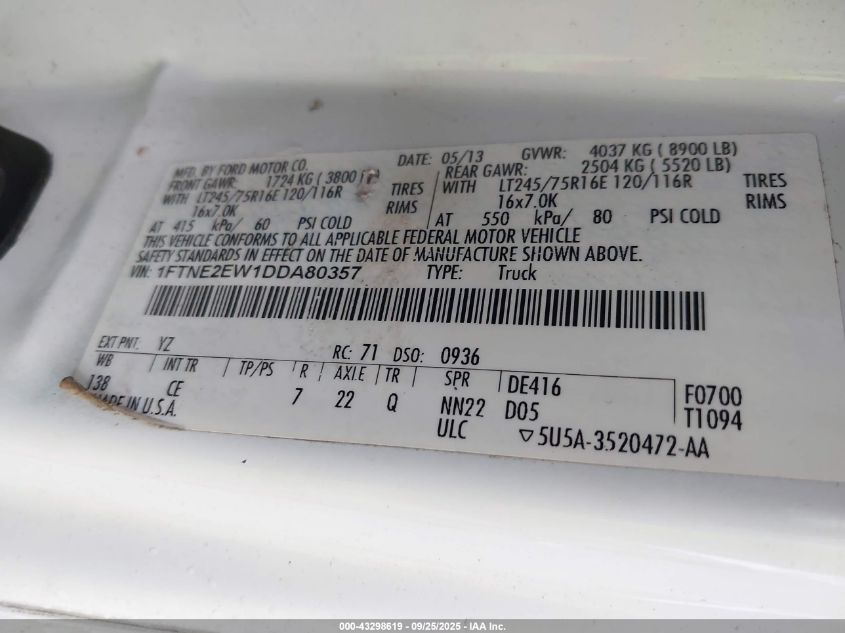 MFD. BY FORD MOTOR CO. DATE: 05/13 GVWR: 4037 KG ( 8900 LB)
FRONT GAWR: 1724 KG ( 3800 REAR GAWR: 2504 KG ( 5520 LB)
WITH LT245/75R16E 120/116R TIRES WITH LT245/75R16E 120/116R TIRES
16x7.0K RIMS 16x7.0K RIMS
AT 415 kPa/ 60 PSI COLD AT 550 kPa/ 80 PSI COLD
THIS VEHICLE CONFORMS TO ALL APPLICABLE FEDERAL MOTOR VEHICLE
SAFETY STANDARDS IN EFFECT ON THE DATE OF MANUFACTURE SHOWN ABOVE.
VIN: 1FTNE2EW1DDA80357 TYPE: Truck
EXT PNT: YZ RC: 71 DSO: 0936
WB INT TR TP/PS R AXLE TR SPR DE416 F0700
138 CE 7 22 Q NN22 D05 T1094
MADE IN U.S.A. ULC ▽5U5A-3520472-AA
000-43298619 - 09/25/2025 - IAA Inc.